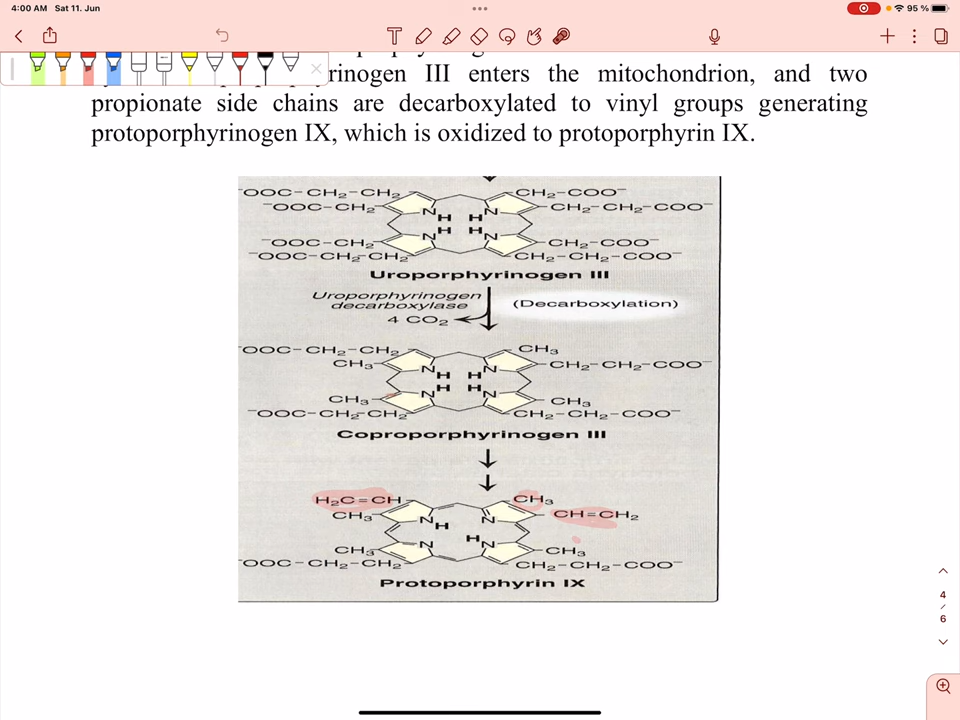 4:00 AM Sat 11. Jun
95 %
rinogen III enters the mitochondrion, and two
propionate side chains are decarboxylated to vinyl groups generating
protoporphyrinogen IX, which is oxidized to protoporphyrin IX.
⁻OOC–CH₂–CH₂ CH₂–COO⁻
⁻OOC–CH₂ CH₂–CH₂–COO⁻
N H H N
N H H N
⁻OOC–CH₂ CH₂–COO⁻
⁻OOC–CH₂–CH₂ CH₂–CH₂–COO⁻
Uroporphyrinogen III
Uroporphyrinogen
decarboxylase
(Decarboxylation)
4 CO₂
OOC–CH₂–CH₂ CH₃
CH₃ CH₂–CH₂–COO⁻
N H H N
N H H N
CH₃ CH₃
⁻OOC–CH₂–CH₂ CH₂–CH₂–COO⁻
Coproporphyrinogen III
H₂C=CH CH₃
CH₃ CH=CH₂
N H N
N H N
CH₃ CH₃
OOC–CH₂–CH₂ CH₂–CH₂–COO⁻
Protoporphyrin IX
4
/
6